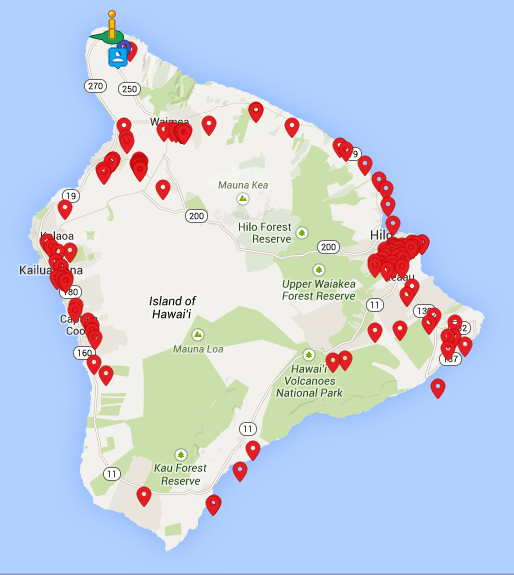 270
250
Waimea
19
Mauna Kea
19
200
Hilo Forest
Reserve
Hilo
200
Kalaoa
Kailua-Kona
Keaau
Upper Waiakea
Forest Reserve
180
Island of
Hawai'i
11
130
Captain
Cook
132
Mauna Loa
160
137
Hawai'i
Volcanoes
National Park
11
Kau Forest
Reserve
11